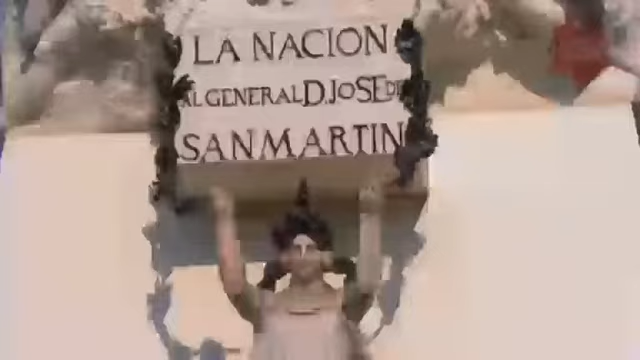 LA NACION
AL GENERAL D. JOSE DE
SAN MARTIN